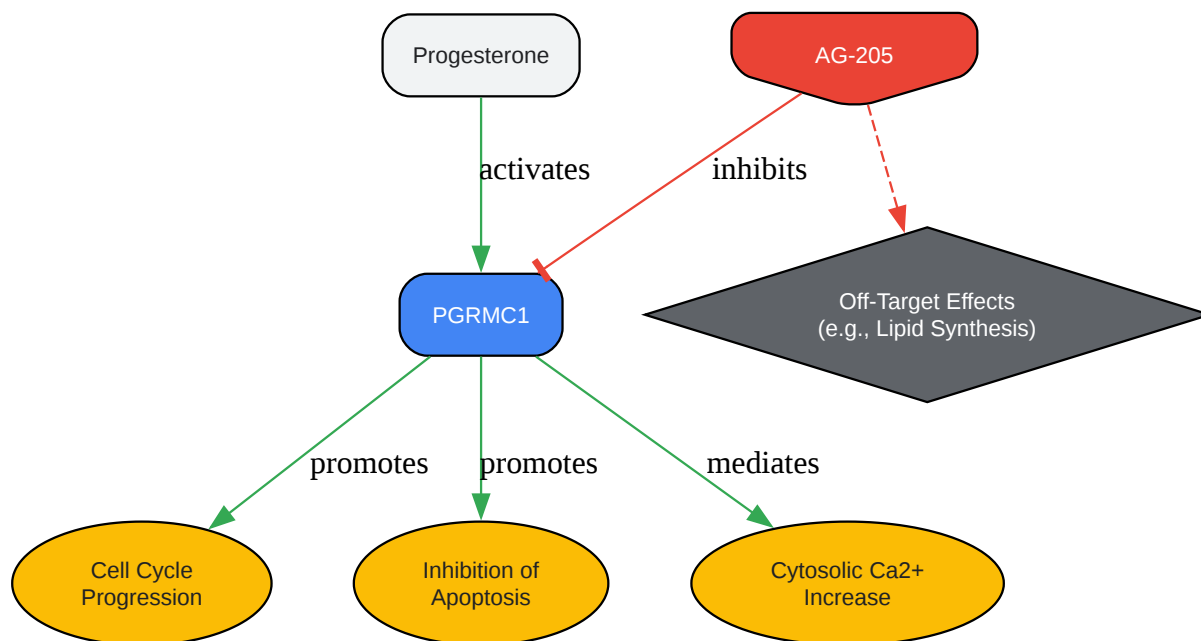 Progesterone
AG-205
activates
inhibits
PGRMC1
Off-Target Effects
(e.g., Lipid Synthesis)
promotes
promotes
mediates
Cell Cycle
Progression
Inhibition of
Apoptosis
Cytosolic Ca2+
Increase